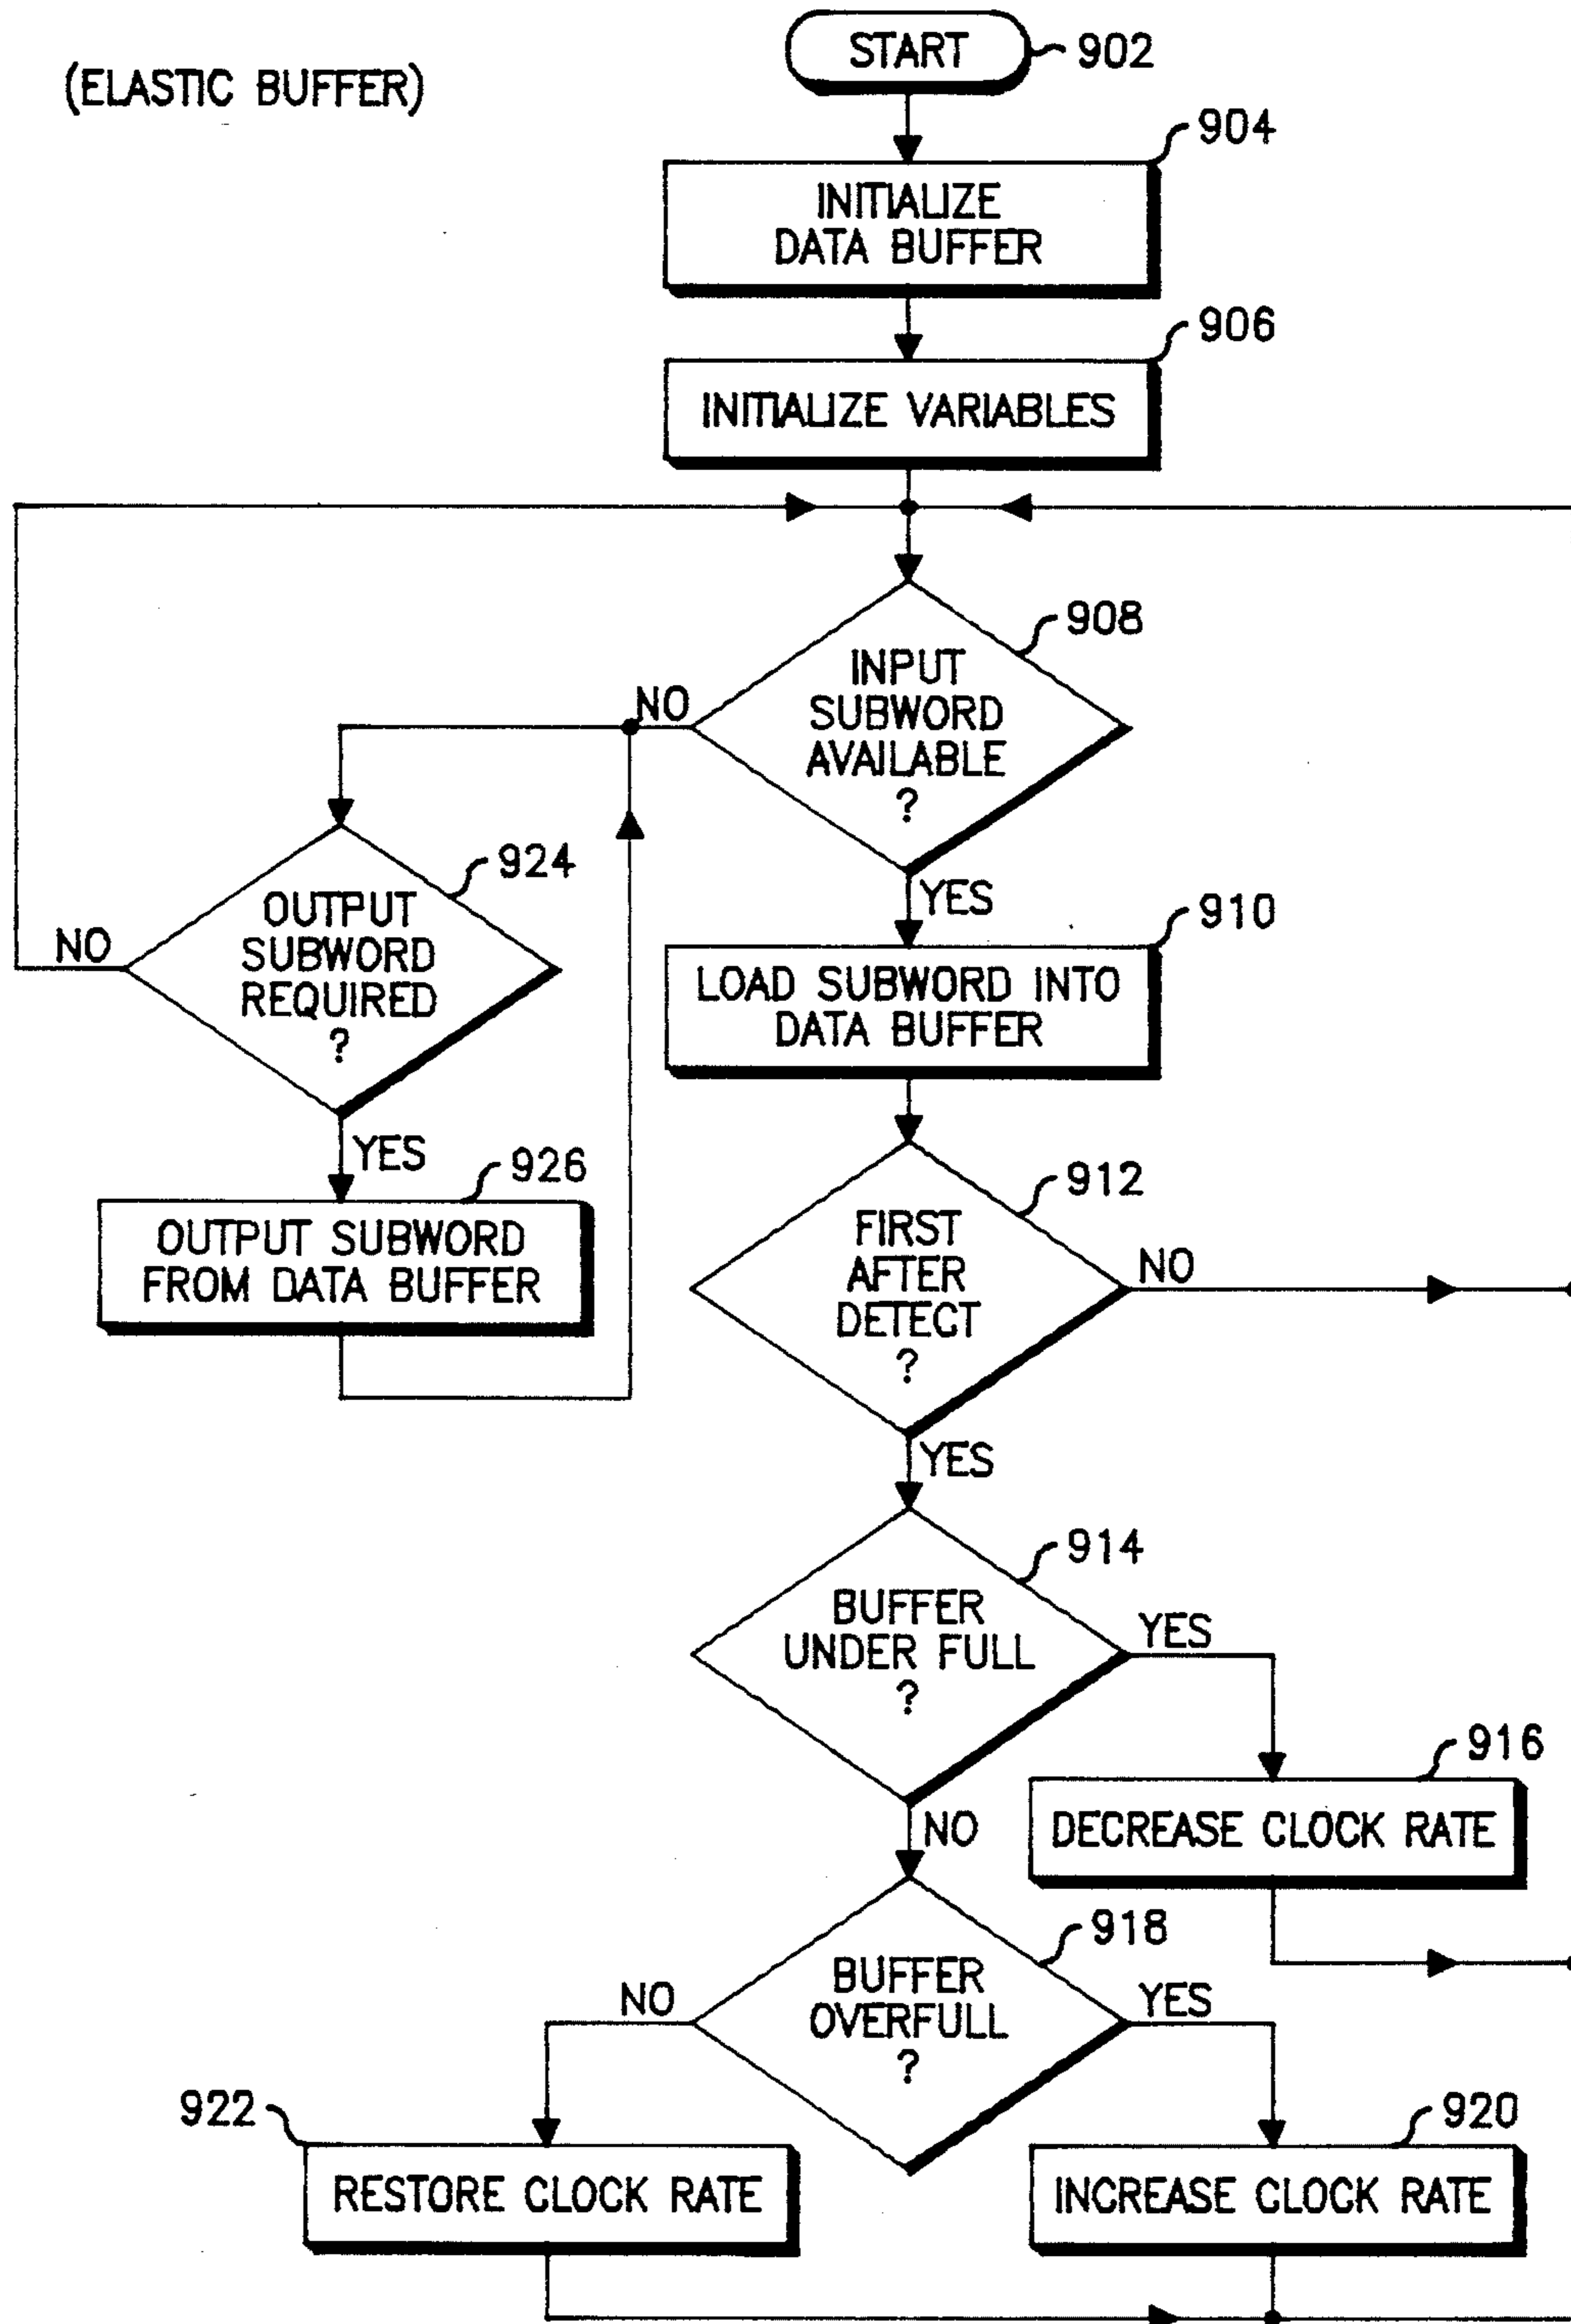 (ELASTIC BUFFER)
START
902
904
INITIALIZE
DATA BUFFER
906
INITIALIZE VARIABLES
908
INPUT
SUBWORD
AVAILABLE
?
NO
YES
924
OUTPUT
SUBWORD
REQUIRED
?
NO
YES
926
OUTPUT SUBWORD
FROM DATA BUFFER
910
LOAD SUBWORD INTO
DATA BUFFER
912
FIRST
AFTER
DETECT
?
NO
YES
914
BUFFER
UNDER FULL
?
YES
NO
916
DECREASE CLOCK RATE
918
BUFFER
OVERFULL
?
NO
YES
922
RESTORE CLOCK RATE
920
INCREASE CLOCK RATE